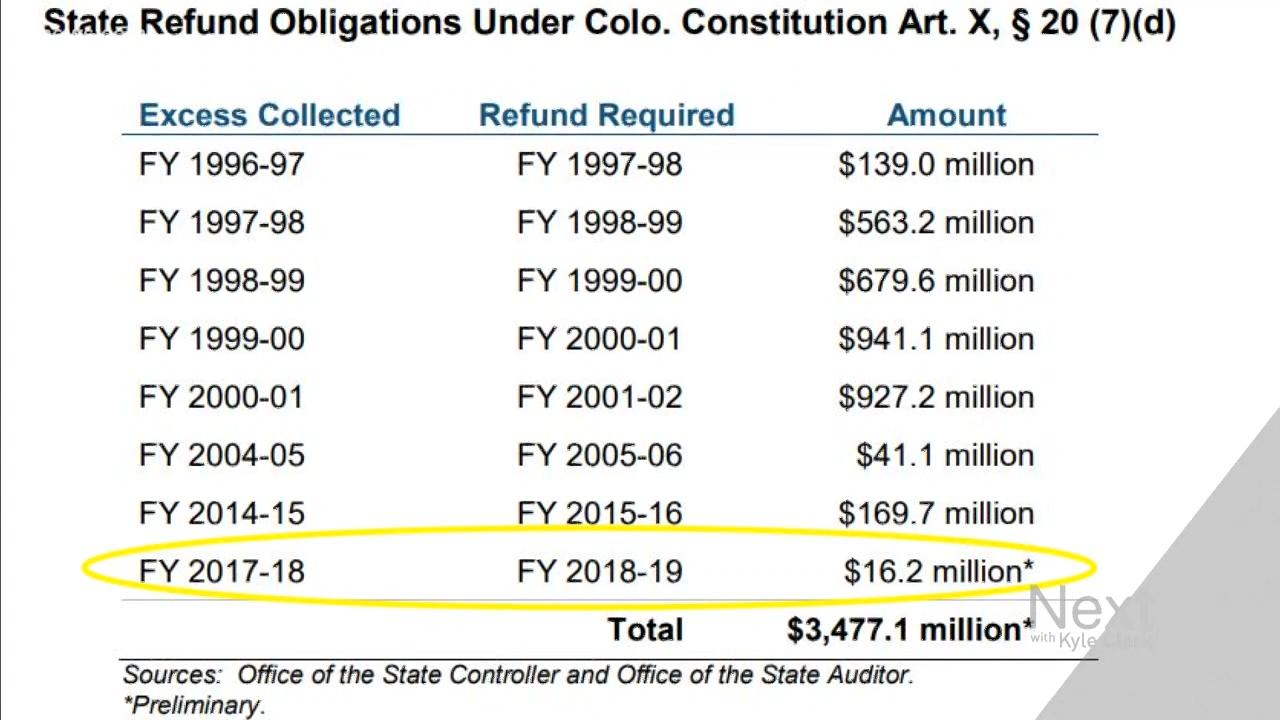 State Refund Obligations Under Colo. Constitution Art. X, § 20 (7)(d)
Excess Collected Refund Required Amount
FY 1996-97 FY 1997-98 $139.0 million
FY 1997-98 FY 1998-99 $563.2 million
FY 1998-99 FY 1999-00 $679.6 million
FY 1999-00 FY 2000-01 $941.1 million
FY 2000-01 FY 2001-02 $927.2 million
FY 2004-05 FY 2005-06 $41.1 million
FY 2014-15 FY 2015-16 $169.7 million
FY 2017-18 FY 2018-19 $16.2 million*
Total $3,477.1 million*
Next
with Kyle Clark
Sources: Office of the State Controller and Office of the State Auditor.
*Preliminary.